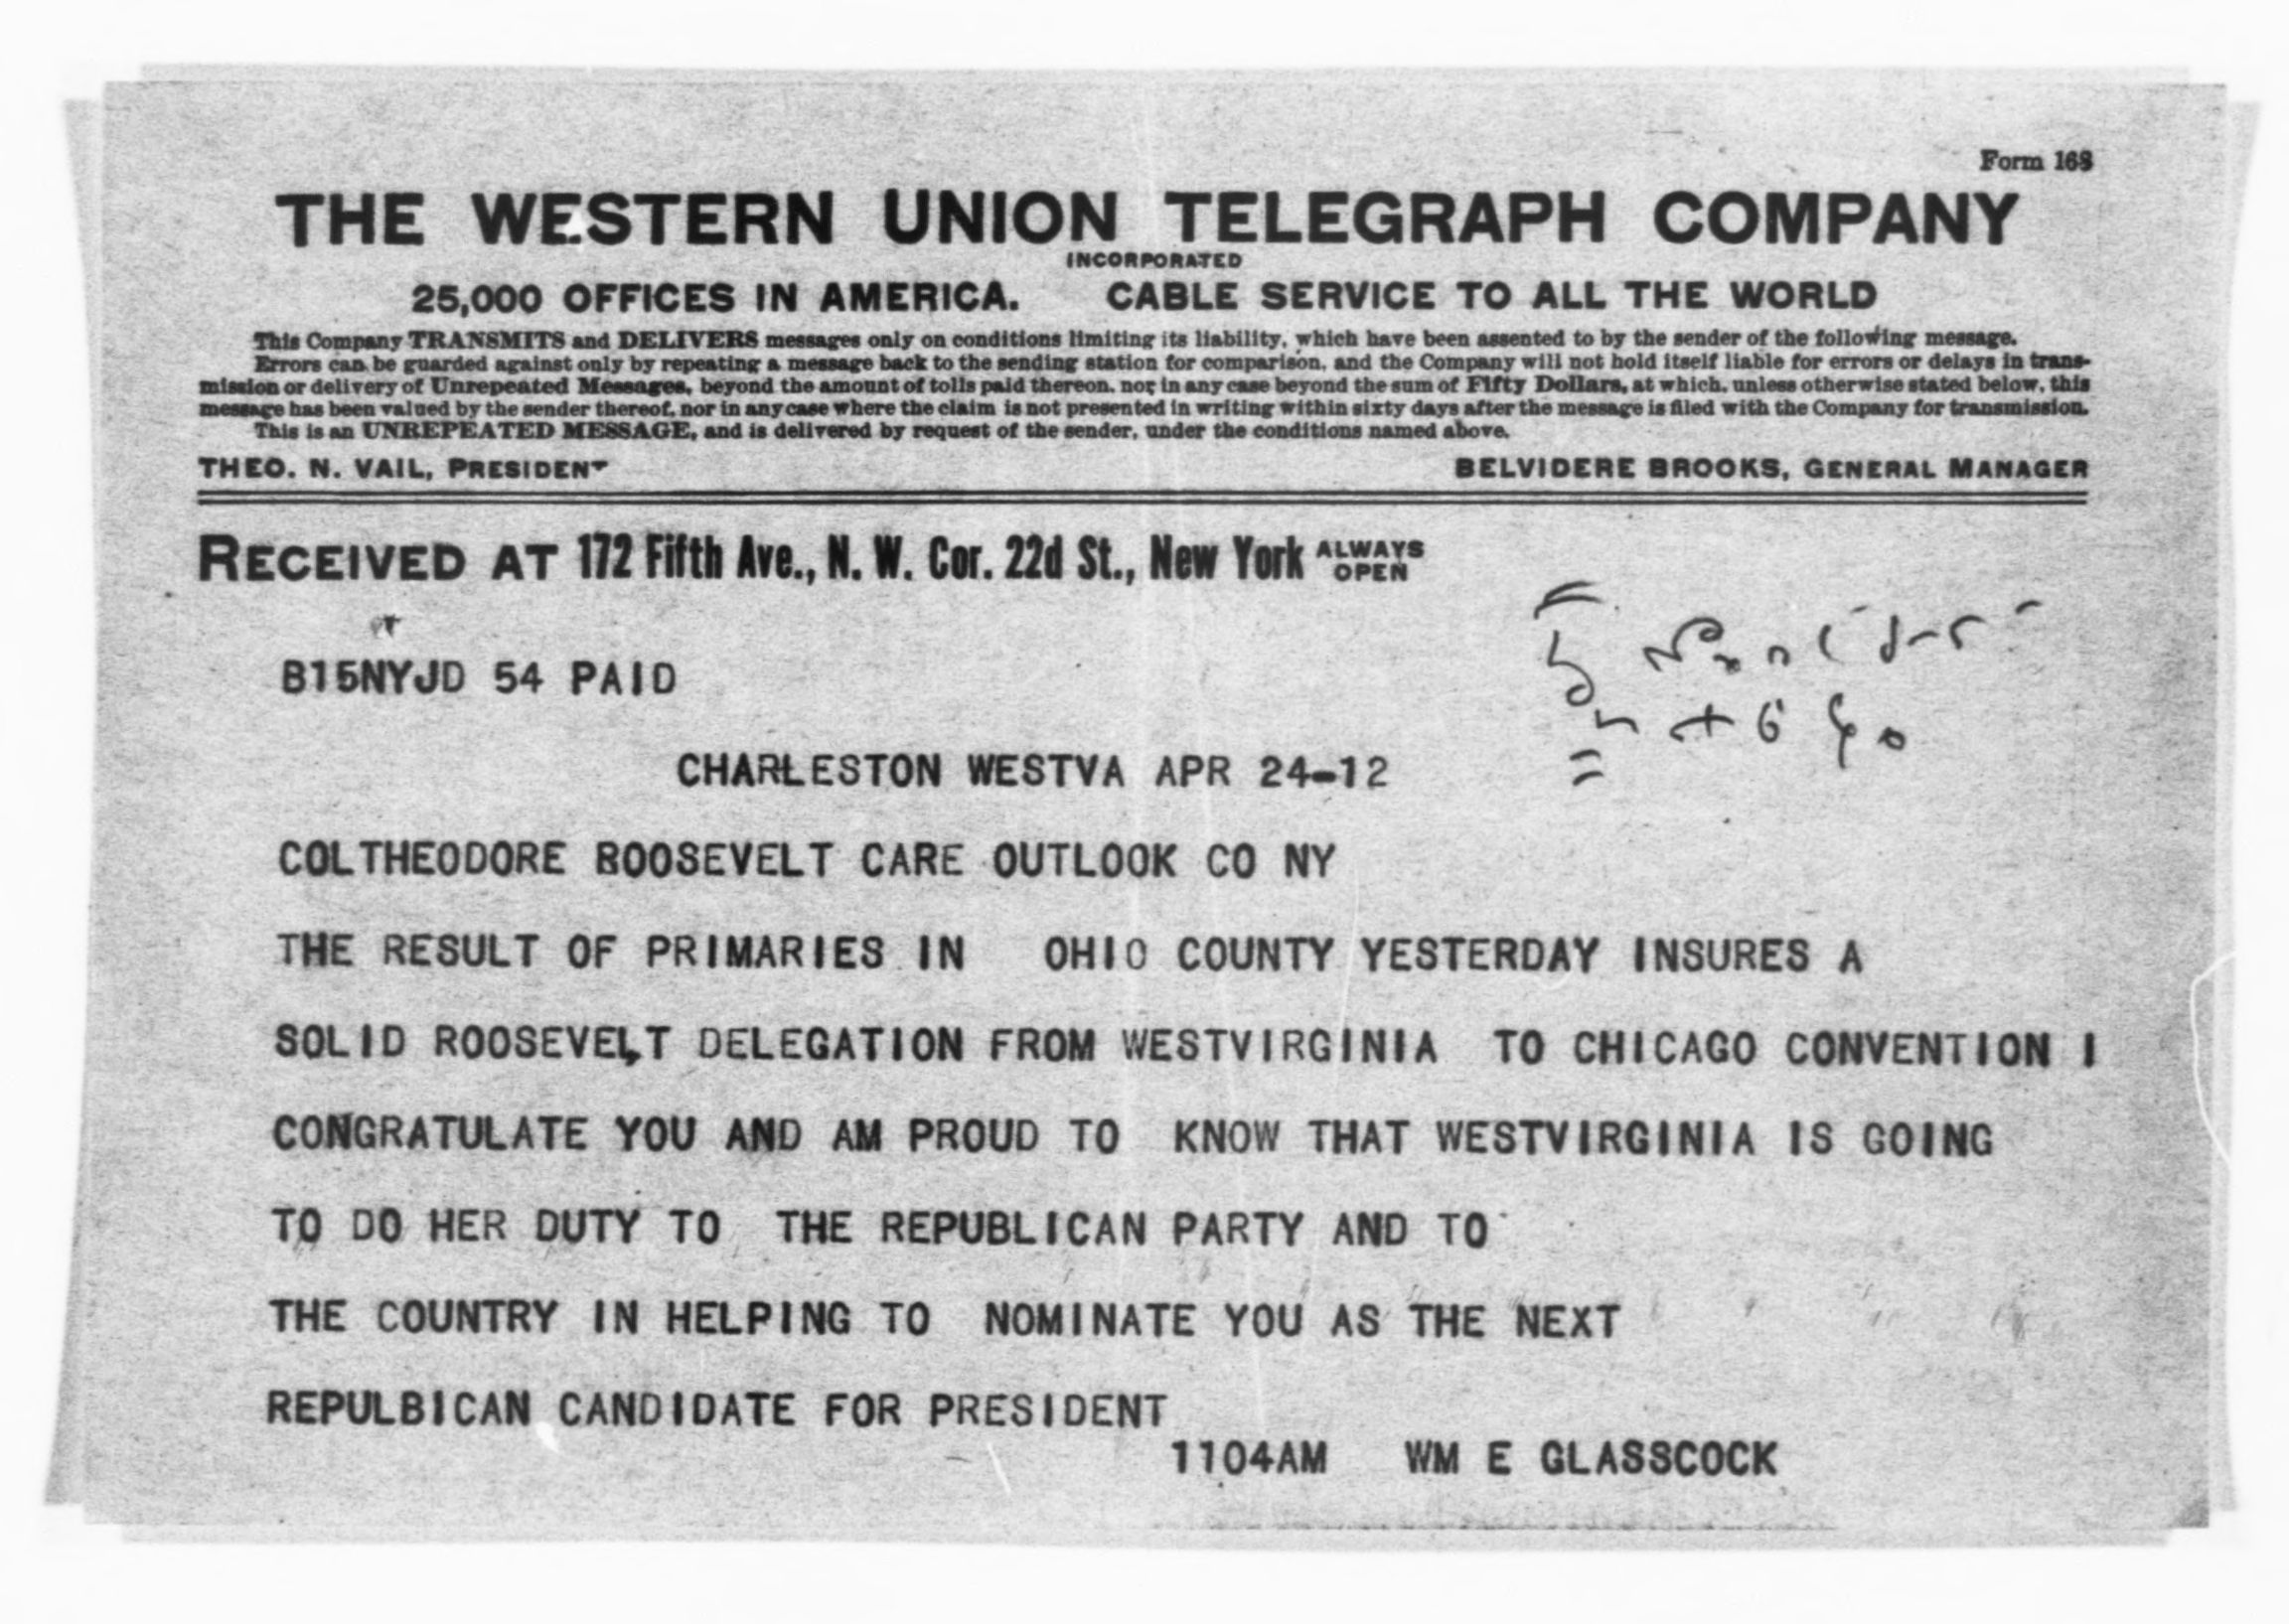 Form 168
THE WESTERN UNION TELEGRAPH COMPANY
INCORPORATED
25,000 OFFICES IN AMERICA. CABLE SERVICE TO ALL THE WORLD
This Company TRANSMITS and DELIVERS messages only on conditions limiting its liability, which have been assented to by the sender of the following message.
Errors can be guarded against only by repeating a message back to the sending station for comparison, and the Company will not hold itself liable for errors or delays in trans-
mission or delivery of Unrepeated Messages, beyond the amount of tolls paid thereon, nor in any case beyond the sum of Fifty Dollars, at which, unless otherwise stated below, this
message has been valued by the sender thereof, nor in any case where the claim is not presented in writing within sixty days after the message is filed with the Company for transmission.
This is an UNREPEATED MESSAGE, and is delivered by request of the sender, under the conditions named above.
THEO. N. VAIL, PRESIDENT BELVIDERE BROOKS, GENERAL MANAGER
RECEIVED AT 172 Fifth Ave., N. W. Cor. 22d St., New York ALWAYS OPEN
B15NYJD 54 PAID
CHARLESTON WESTVA APR 24-12
COLTHEODORE ROOSEVELT CARE OUTLOOK CO NY
THE RESULT OF PRIMARIES IN OHIO COUNTY YESTERDAY INSURES A
SOLID ROOSEVELT DELEGATION FROM WESTVIRGINIA TO CHICAGO CONVENTION I
CONGRATULATE YOU AND AM PROUD TO KNOW THAT WESTVIRGINIA IS GOING
TO DO HER DUTY TO THE REPUBLICAN PARTY AND TO
THE COUNTRY IN HELPING TO NOMINATE YOU AS THE NEXT
REPULBICAN CANDIDATE FOR PRESIDENT
1104AM WM E GLASSCOCK